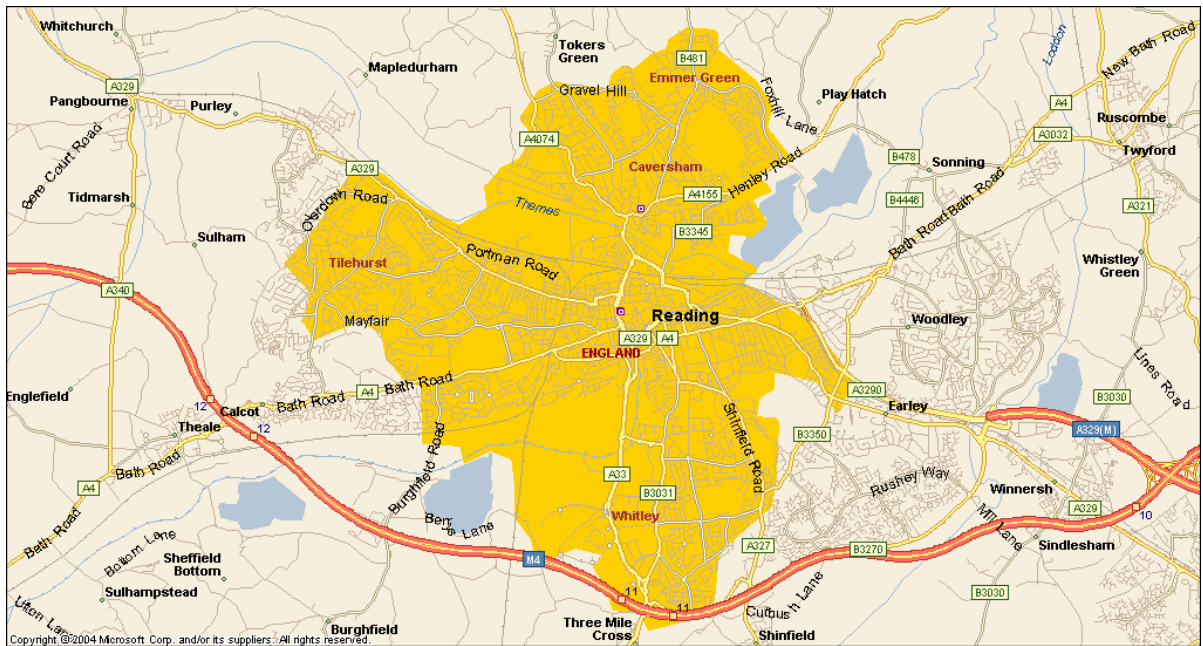 Whitchurch
Tokers
Green
B481
Loddon
New Bath Road
Mapledurham
Emmer Green
A329
Gravel Hill
Foxhill Lane
Play Hatch
A4
Pangbourne
Purley
Ruscombe
A4074
A3032
Twyford
Bere Court Road
A329
Caversham
Henley Road
B478
Sonning
Tidmarsh
A4155
B4446
Bath Road
A321
Thames
B3345
Bath Road
Sulham
Tilehurst
Portman Road
Whistley
Green
A340
Mayfair
Reading
Woodley
A329
A4
ENGLAND
Lines Road
Englefield
A4
Bath Road
Bath Road
A3290
12
Calcot
Earley
B3030
Theale
12
Shinfield Road
B3350
A329(M)
Bath Road
Burghfield Road
A33
Rushey Way
A4
B3031
Winnersh
Whitley
A329
10
Bath Road
Mill Lane
Bottom Lane
Sindlesham
Sheffield
Bottom
M4
A327
B3270
Sulhampstead
11
B3030
11
Ufton Lane
Burghfield
Three Mile
Cross
Shinfield
Copyright © 2004 Microsoft Corp. and/or its suppliers. All rights reserved.